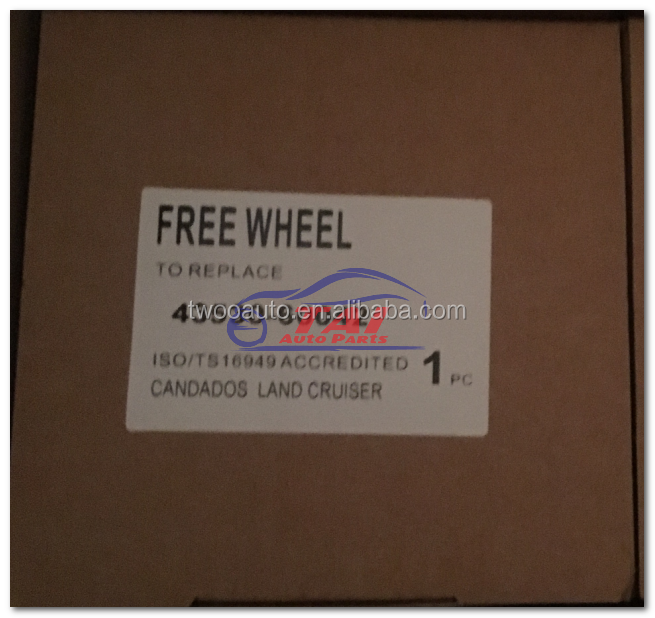 FREE WHEEL
TO REPLACE
twooauto.en.alibaba.com
TAI
Auto Parts
ISO/TS16949 ACCREDITED 1 PC
CANDADOS LAND CRUISER